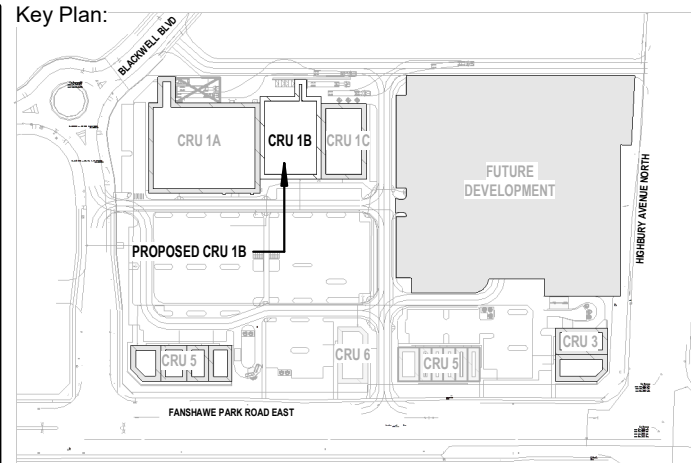 Key Plan:
BLACKWELL BLVD
CRU 1A
CRU 1B
CRU 1C
FUTURE
DEVELOPMENT
HIGHBURY AVENUE NORTH
PROPOSED CRU 1B
CRU 5
CRU 6
CRU 5
CRU 3
FANSHAWE PARK ROAD EAST